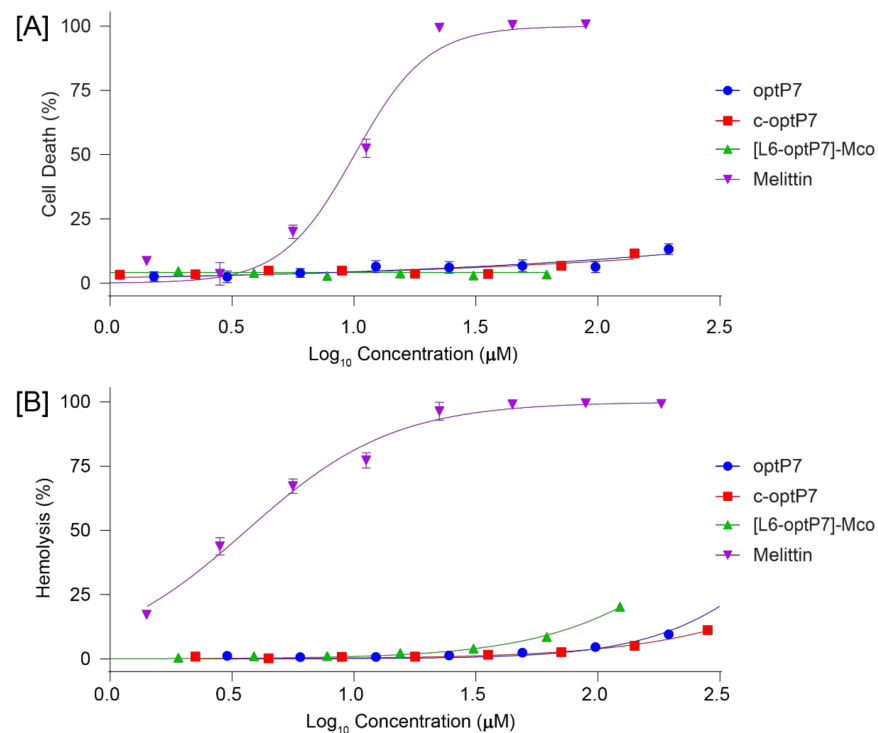 [A]
100
75
50
25
0
Cell Death (%)
0.0 0.5 1.0 1.5 2.0 2.5
Log₁₀ Concentration (μM)
optP7
c-optP7
[L6-optP7]-Mco
Melittin
[B]
100
75
50
25
0
Hemolysis (%)
0.0 0.5 1.0 1.5 2.0 2.5
Log₁₀ Concentration (μM)
optP7
c-optP7
[L6-optP7]-Mco
Melittin